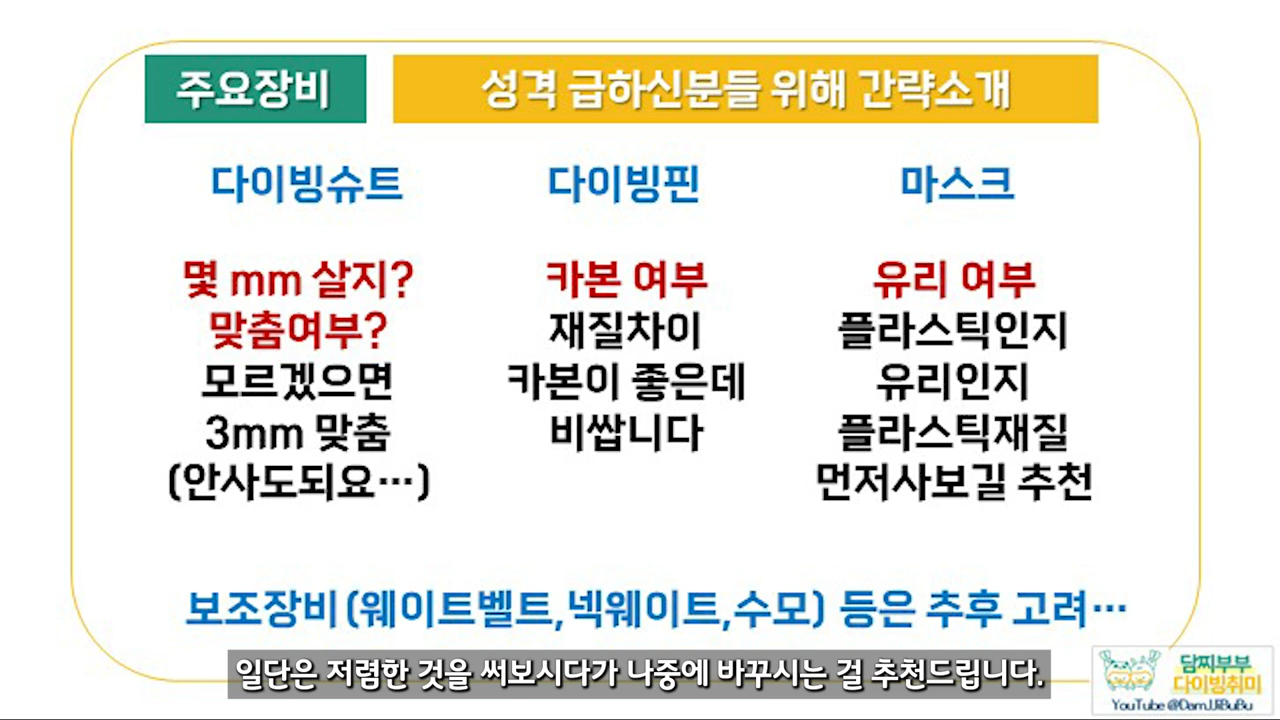 주요장비
성격 급하신분들 위해 간략소개
다이빙슈트
몇 mm 살지?
맞춤여부?
모르겠으면
3mm 맞춤
(안사도되요…)
다이빙핀
카본 여부
재질차이
카본이 좋은데
비쌉니다
마스크
유리 여부
플라스틱인지
유리인지
플라스틱재질
먼저사보길 추천
보조장비(웨이트벨트,넥웨이트,수모) 등은 추후 고려…
일단은 저렴한 것을 써보시다가 나중에 바꾸시는 걸 추천드립니다.
담찌부부
다이빙취미
YouTube @DamJJiBuBu